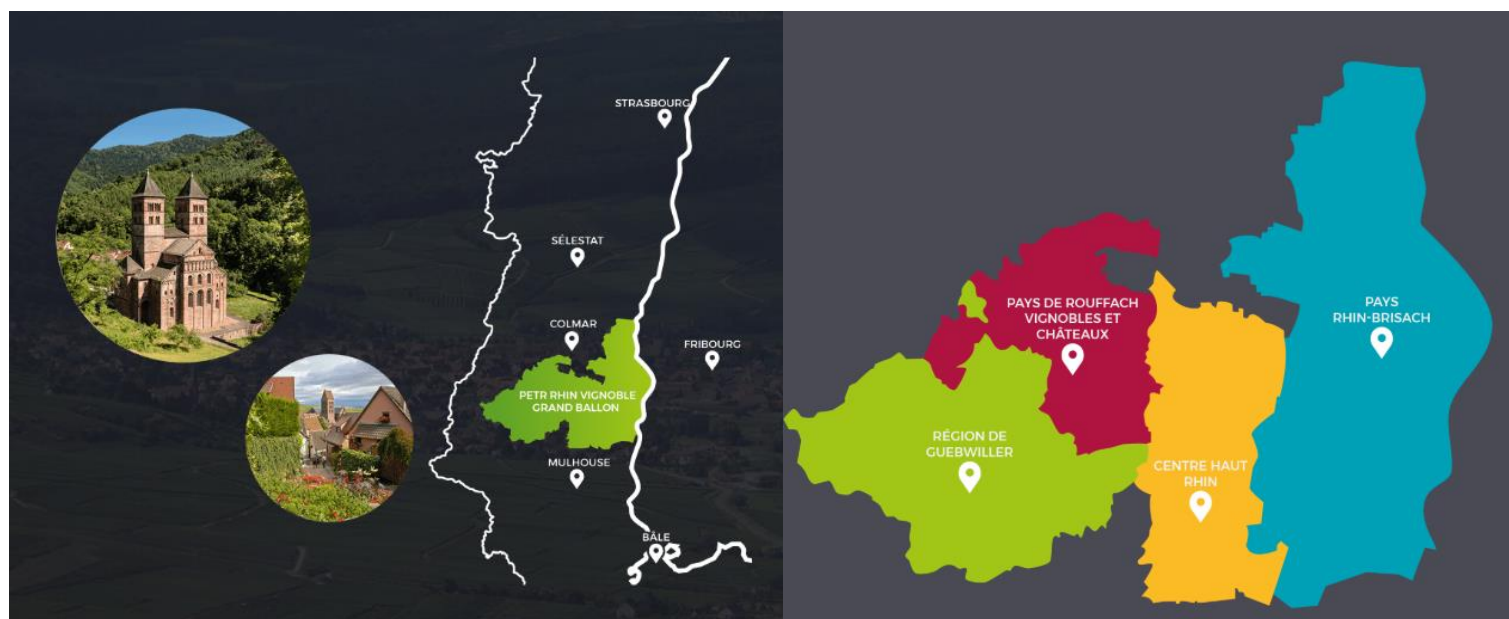 STRASBOURG
SÉLESTAT
COLMAR
FRIBOURG
PETR RHIN VIGNOBLE
GRAND BALLON
MULHOUSE
BÂLE
PAYS DE ROUFFACH
VIGNOBLES ET
CHÂTEAUX
PAYS
RHIN-BRISACH
RÉGION DE
GUEBWILLER
CENTRE HAUT
RHIN